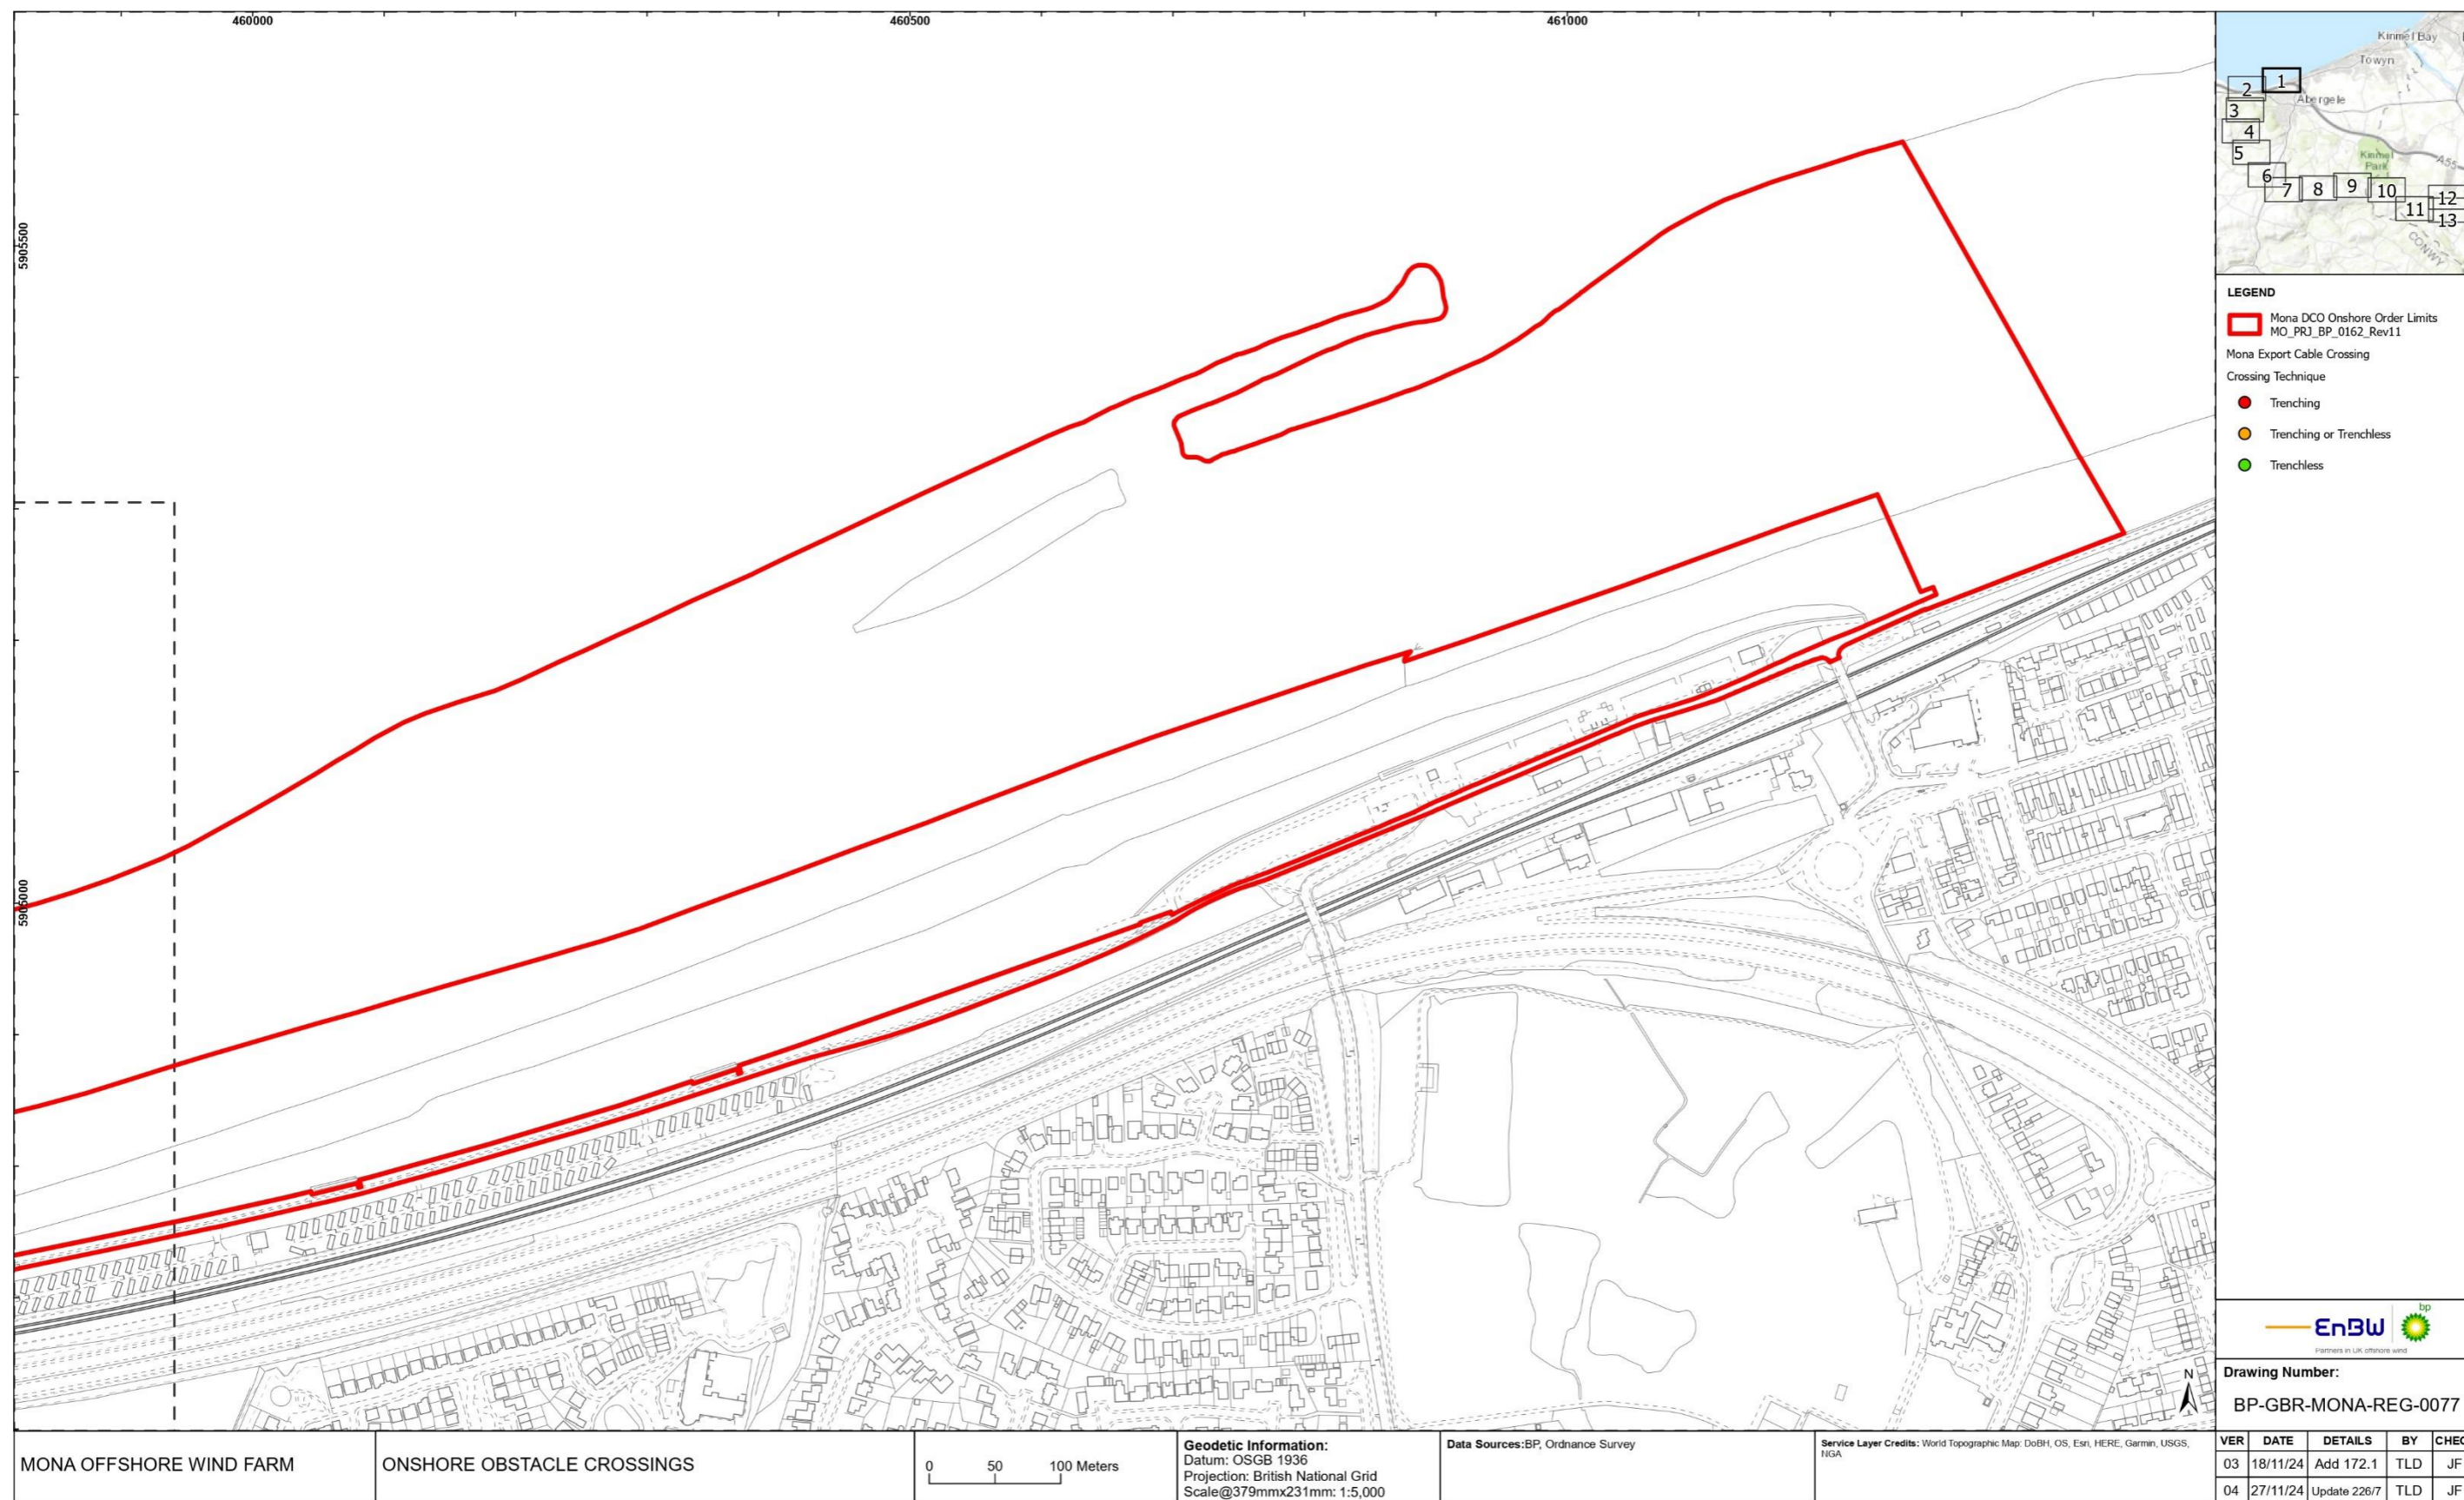 460000
460500
461000
5905500
5905000
Kinmel Bay
Towyn
Abergele
Kinmel
Park
A55
CONWY
1
2
3
4
5
6
7
8
9
10
11
12
13
LEGEND
Mona DCO Onshore Order Limits
MO_PRJ_BP_0162_Rev11
Mona Export Cable Crossing
Crossing Technique
Trenching
Trenching or Trenchless
Trenchless
EnBW
bp
Partners in UK offshore wind
N
Drawing Number:
BP-GBR-MONA-REG-0077
VER DATE DETAILS BY CHEC
03 18/11/24 Add 172.1 TLD JF
04 27/11/24 Update 226/7 TLD JF
MONA OFFSHORE WIND FARM
ONSHORE OBSTACLE CROSSINGS
0 50 100 Meters
Geodetic Information:
Datum: OSGB 1936
Projection: British National Grid
Scale@379mmx231mm: 1:5,000
Data Sources:BP, Ordnance Survey
Service Layer Credits: World Topographic Map: DoBH, OS, Esri, HERE, Garmin, USGS,
NGA